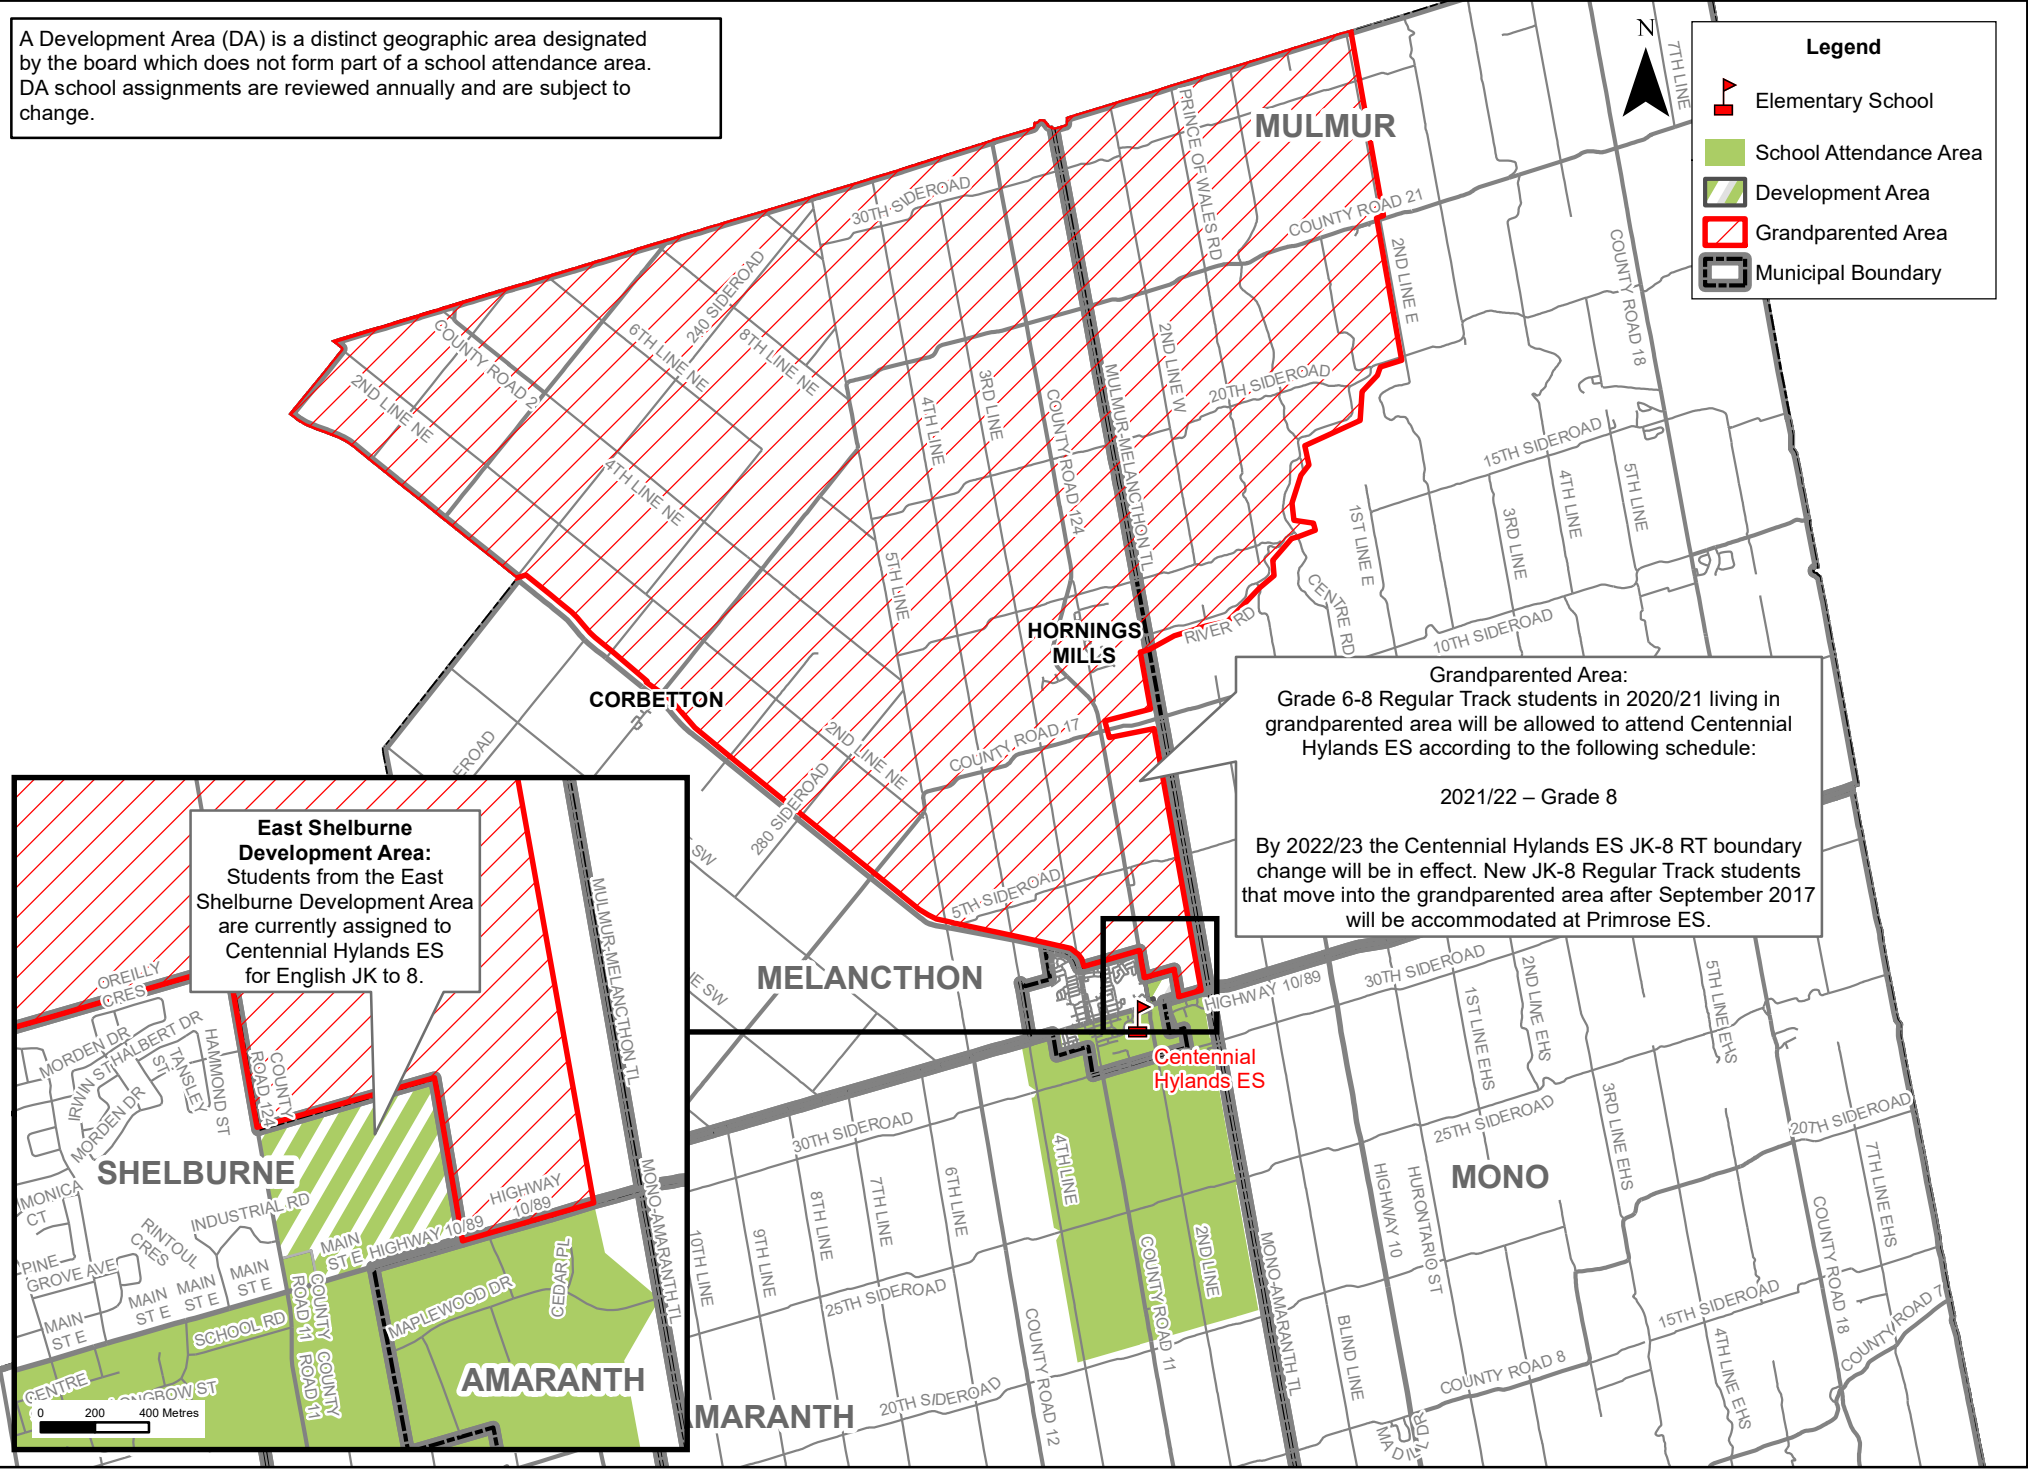 A Development Area (DA) is a distinct geographic area designated
by the board which does not form part of a school attendance area.
DA school assignments are reviewed annually and are subject to
change.
N
7TH LINE
Legend
Elementary School
School Attendance Area
Development Area
Grandparented Area
Municipal Boundary
MULMUR
PRINCE OF WALES RD
30TH SIDEROAD
COUNTY ROAD 21
2ND LINE E
COUNTY ROAD 18
240 SIDEROAD
6TH LINE NE
8TH LINE NE
COUNTY ROAD 2
2ND LINE NE
4TH LINE NE
2ND LINE W
20TH SIDEROAD
3RD LINE
4TH LINE
COUNTY ROAD 124
MULMUR-MELANCTHON TL
5TH LINE
15TH SIDEROAD
4TH LINE
5TH LINE
3RD LINE
1ST LINE E
CENTRE RD
RIVER RD
10TH SIDEROAD
HORNINGS
MILLS
CORBETTON
2ND LINE NE
COUNTY ROAD 17
280 SIDEROAD
EROAD
SW
E SW
5TH SIDEROAD
Grandparented Area:
Grade 6-8 Regular Track students in 2020/21 living in
grandparented area will be allowed to attend Centennial
Hylands ES according to the following schedule:
2021/22 – Grade 8
By 2022/23 the Centennial Hylands ES JK-8 RT boundary
change will be in effect. New JK-8 Regular Track students
that move into the grandparented area after September 2017
will be accommodated at Primrose ES.
MELANCTHON
HIGHWAY 10/89
Centennial
Hylands ES
30TH SIDEROAD
1ST LINE EHS
2ND LIME EHS
5TH LINE EHS
3RD LINE EHS
25TH SIDEROAD
20TH SIDEROAD
7TH LINE EHS
MONO
HIGHWAY 10
HURONTARIO ST
COUNTY ROAD 18
15TH SIDEROAD
4TH LINE EHS
COUNTY ROAD 7
COUNTY ROAD 8
BLIND LINE
MONO-AMARANTH TL
30TH SIDEROAD
4TH LINE
6TH LINE
7TH LINE
8TH LINE
9TH LINE
10TH LINE
2ND LINE
COUNTY ROAD 11
25TH SIDEROAD
COUNTY ROAD 12
20TH SIDEROAD
MARANTH
East Shelburne
Development Area:
Students from the East
Shelburne Development Area
are currently assigned to
Centennial Hylands ES
for English JK to 8.
MULMUR-MELANCTHON TL
OREILLY
CRES
MORDEN DR
HALBERT DR
IRWIN ST
TANSLEY
ST
HAMMOND ST
MORDEN DR
COUNTY
ROAD 124
SHELBURNE
MONICA
CT
INDUSTRIAL RD
RINTOUL
CRES
PINE
GROVE AVE
MAIN
ST E
MAIN
ST E
MAIN
ST E
MAIN
ST E
MAIN
ST E
HIGHWAY 10/89
HIGHWAY
10/89
MONO-AMARANTH TL
SCHOOL RD
COUNTY
ROAD 11
COUNTY
ROAD 11
COUNTY
MAPLEWOOD DR
CEDAR PL
AMARANTH
CENTRE
LONGBOW ST
0 200 400 Metres